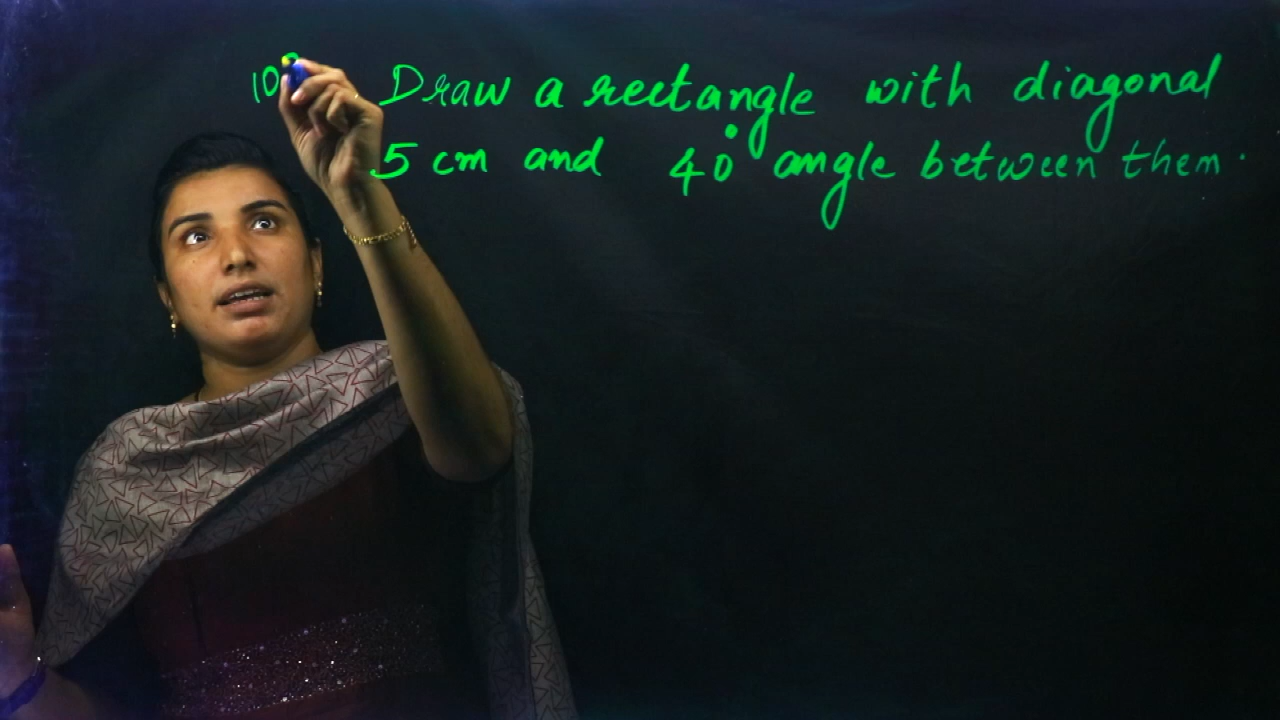 10 Draw a rectangle with diagonal
5 cm and 40° angle between them.